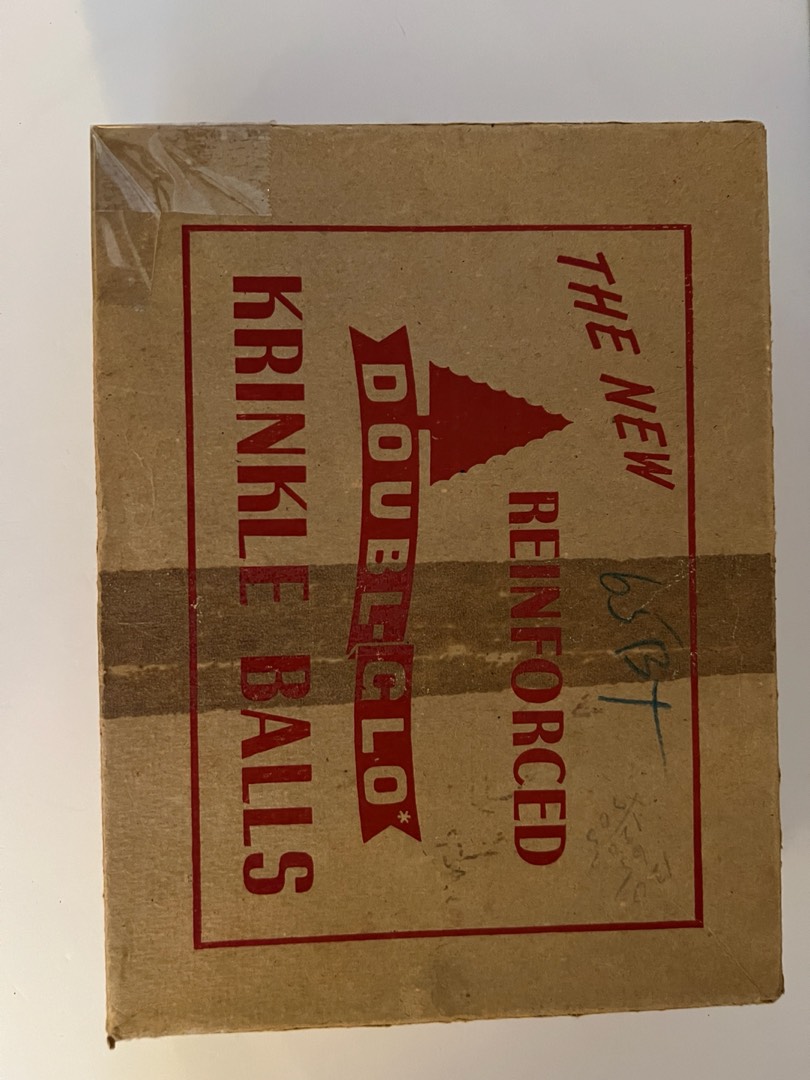 THE NEW
REINFORCED
DOUBL-GLO*
KRINKLE BALLS